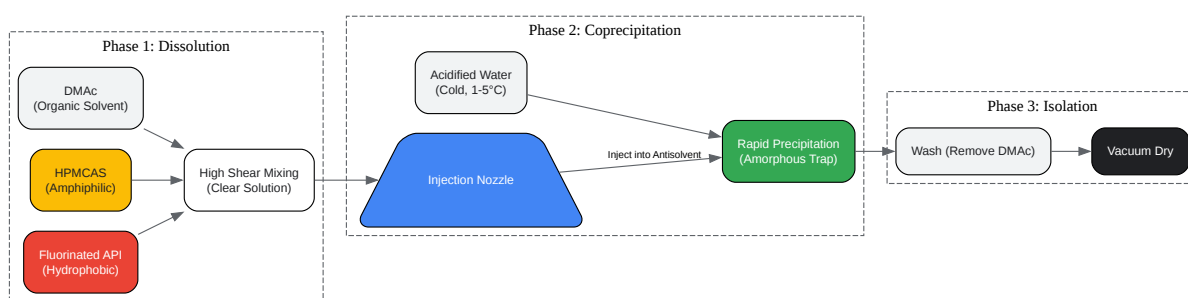 Phase 1: Dissolution
DMAc
(Organic Solvent)
HPMCAS
(Amphiphilic)
Fluorinated API
(Hydrophobic)
High Shear Mixing
(Clear Solution)
Phase 2: Coprecipitation
Acidified Water
(Cold, 1-5°C)
Injection Nozzle
Inject into Antisolvent
Rapid Precipitation
(Amorphous Trap)
Phase 3: Isolation
Wash (Remove DMAc)
Vacuum Dry